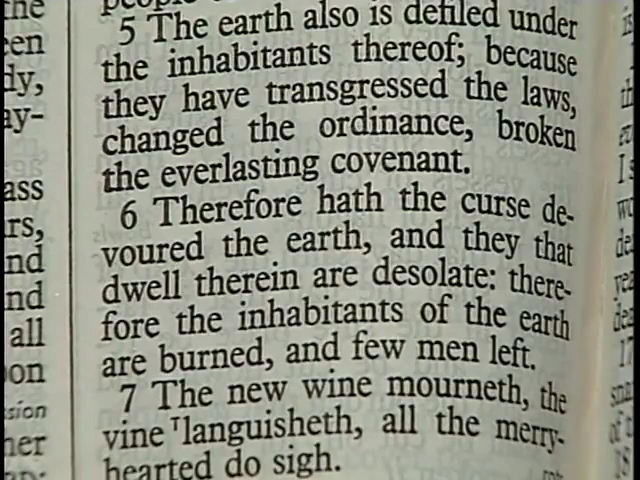 5 The earth also is defiled under
the inhabitants thereof; because
they have transgressed the laws,
changed the ordinance, broken
the everlasting covenant.
6 Therefore hath the curse de-
voured the earth, and they that
dwell therein are desolate: there-
fore the inhabitants of the earth
are burned, and few men left.
7 The new wine mourneth, the
vine ᵀlanguisheth, all the merry-
hearted do sigh.